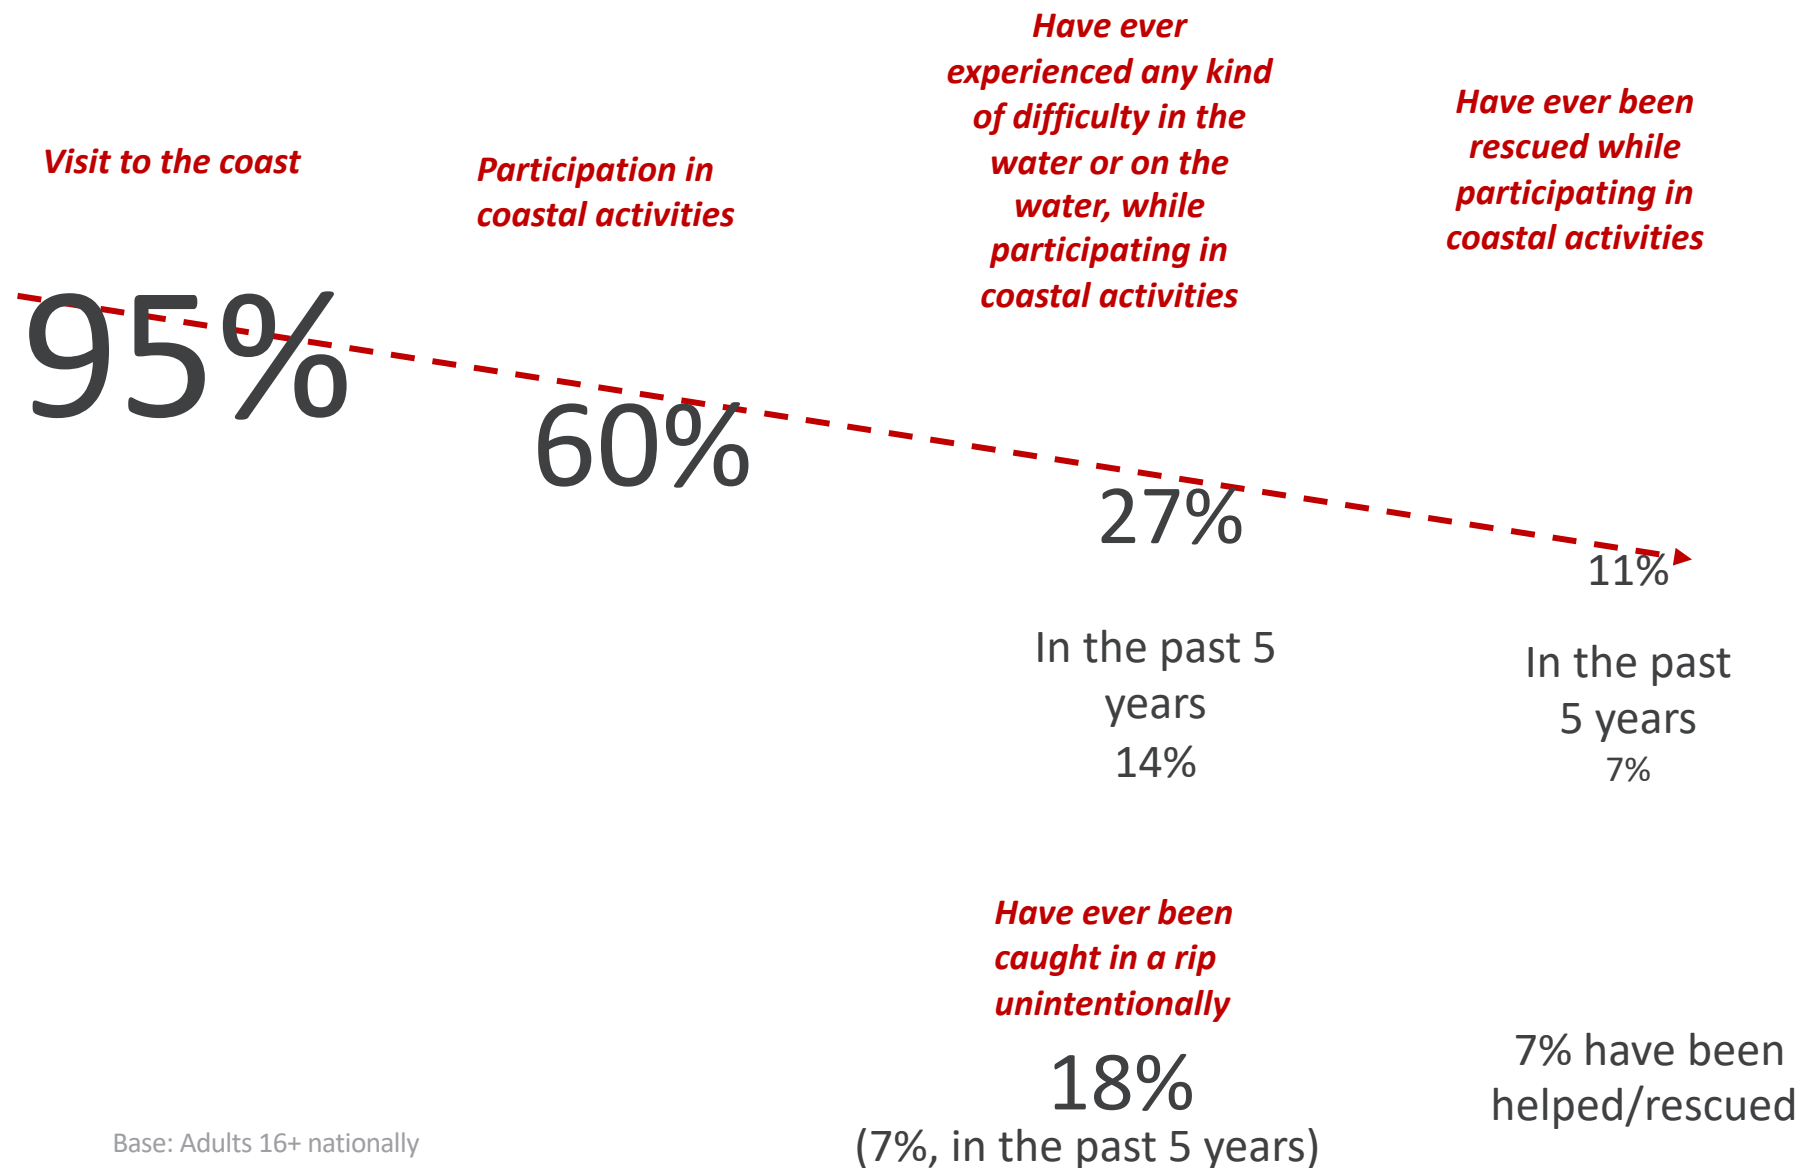 Visit to the coast
95%
Participation in
coastal activities
60%
Have ever
experienced any kind
of difficulty in the
water or on the
water, while
participating in
coastal activities
27%
In the past 5
years
14%
Have ever been
rescued while
participating in
coastal activities
11%
In the past
5 years
7%
Have ever been
caught in a rip
unintentionally
18%
(7%, in the past 5 years)
7% have been
helped/rescued
Base: Adults 16+ nationally